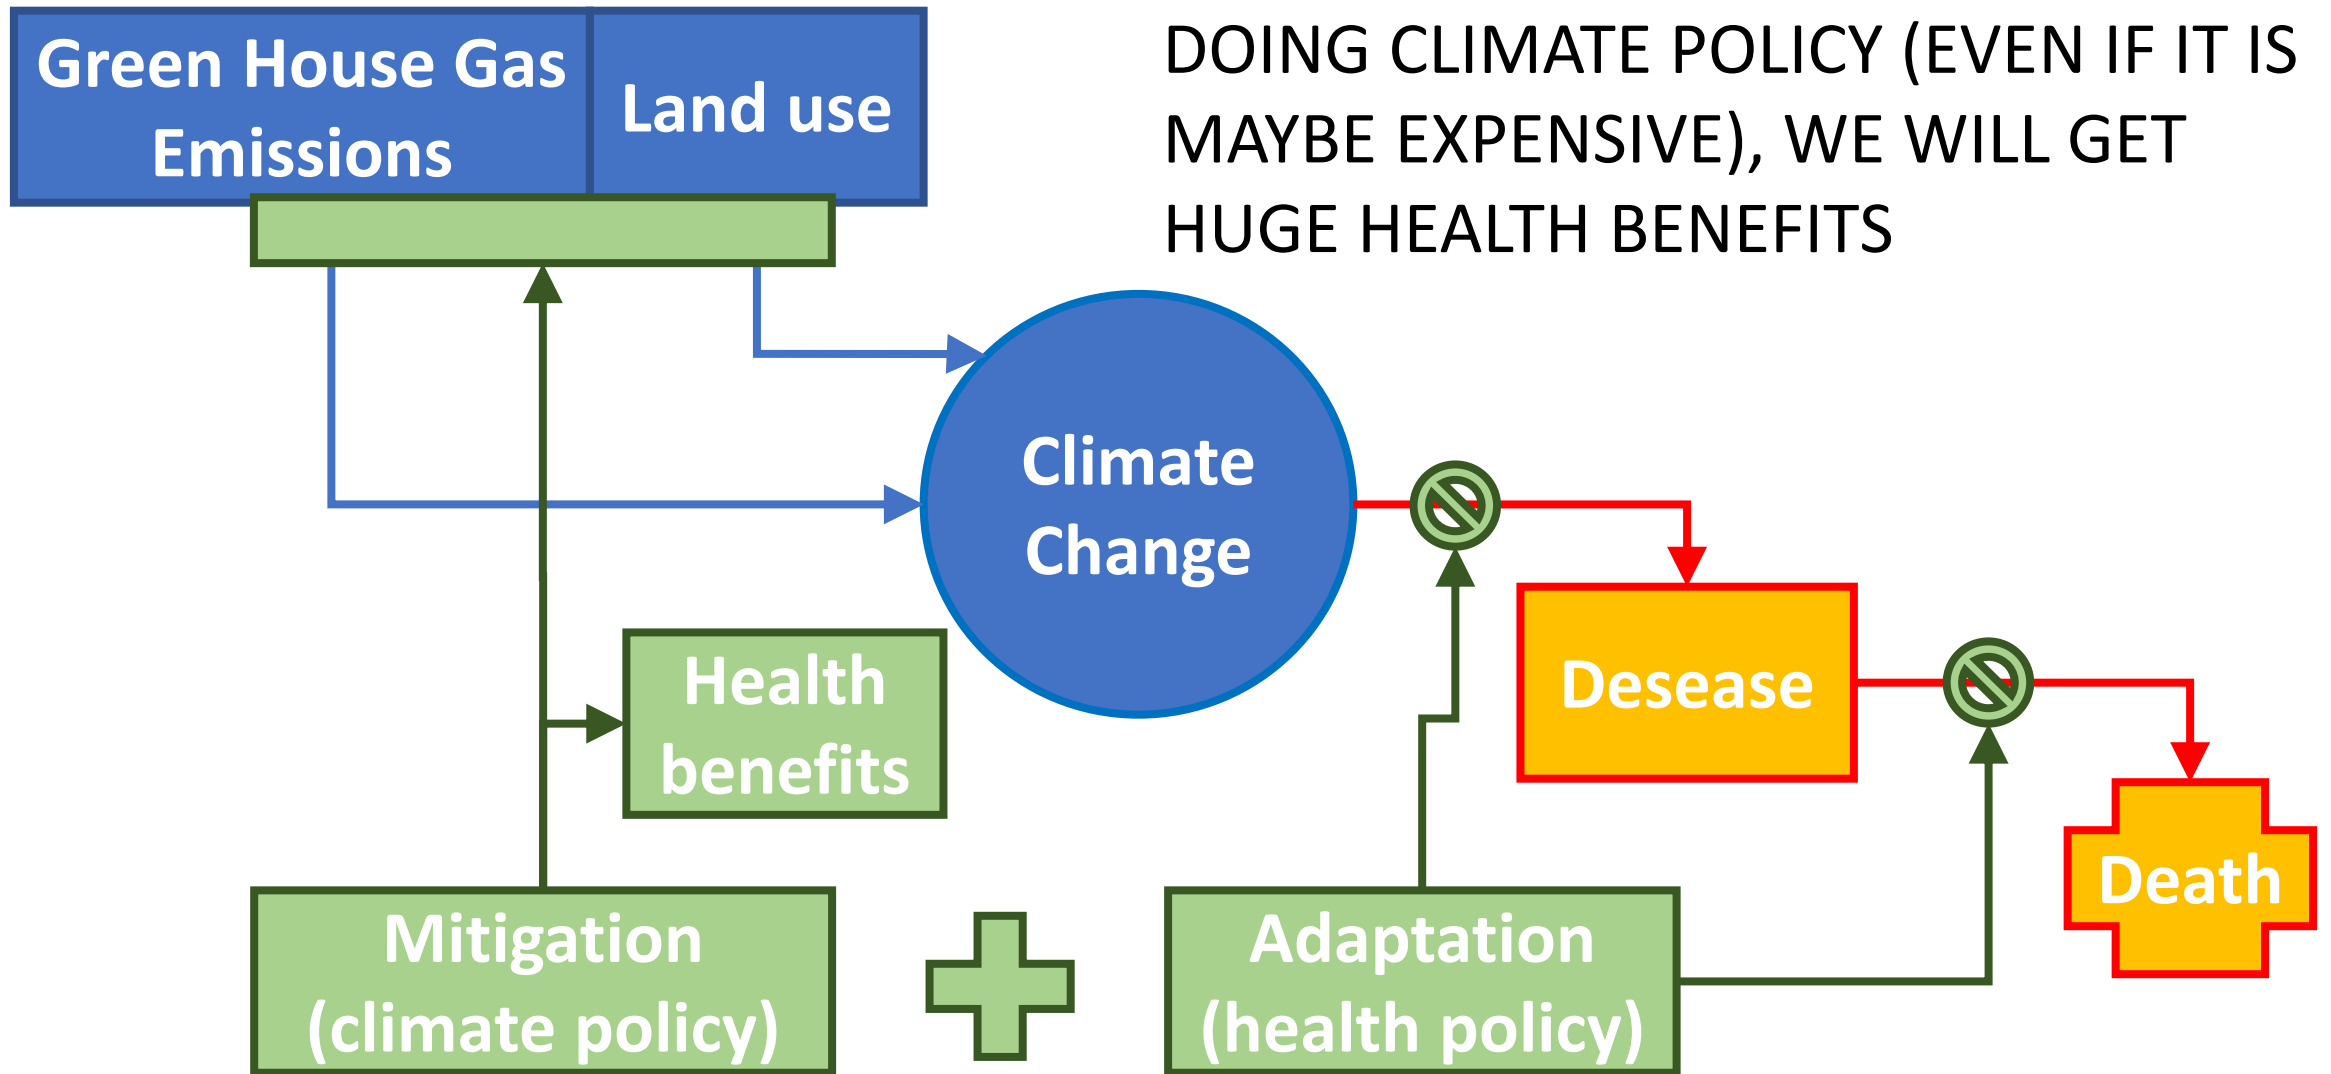 Green House Gas
Emissions
Land use
DOING CLIMATE POLICY (EVEN IF IT IS
MAYBE EXPENSIVE), WE WILL GET
HUGE HEALTH BENEFITS
Climate
Change
Health
benefits
Desease
Death
Mitigation
(climate policy)
Adaptation
(health policy)